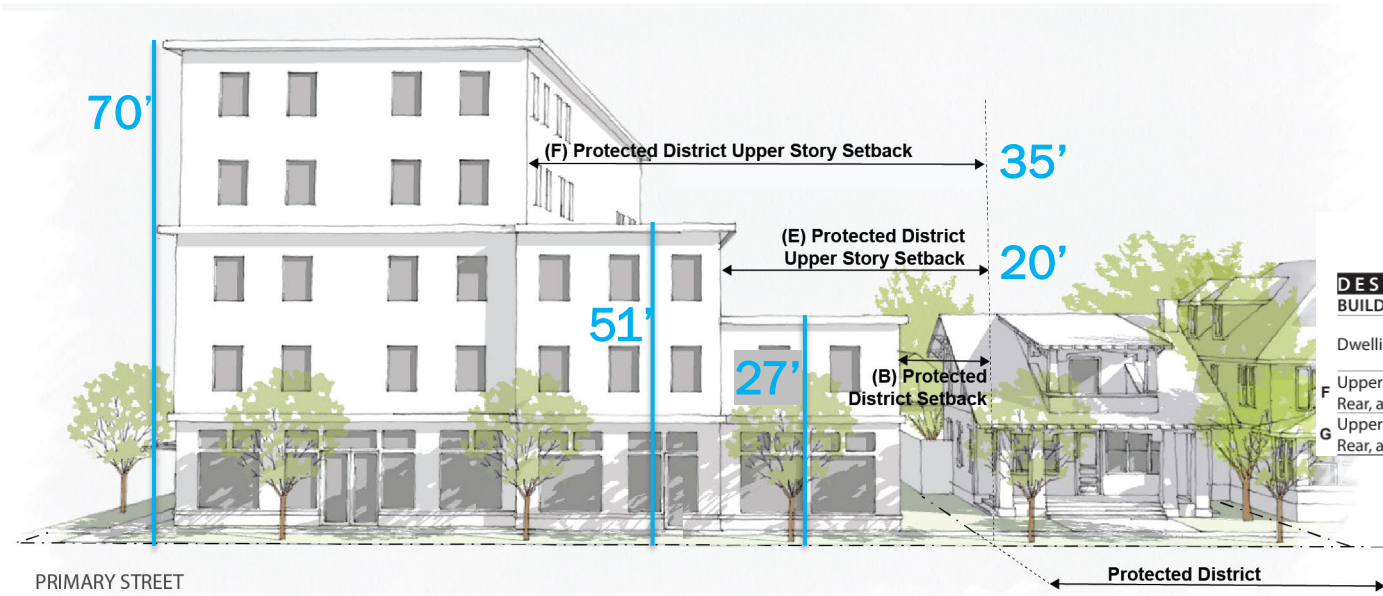 70’
(F) Protected District Upper Story Setback
35’
(E) Protected District
Upper Story Setback
20’
DES
BUILD
Dwelli
51’
27’
(B) Protected
District Setback
F Upper
Rear, a
G Upper
Rear, a
Protected District
PRIMARY STREET